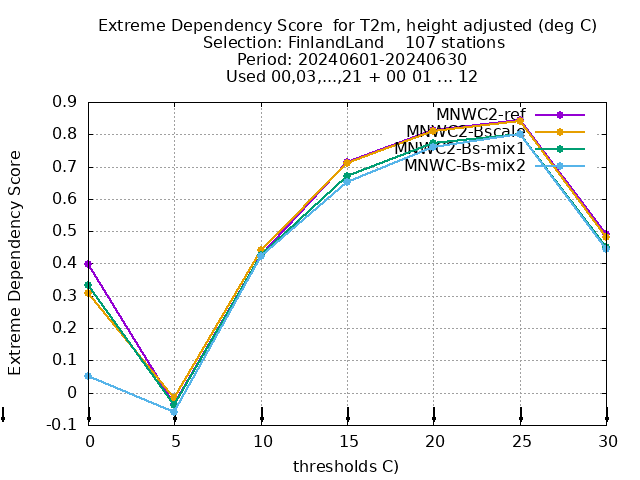 Extreme Dependency Score  for T2m, height adjusted (deg C)
Selection: FinlandLand    107 stations
Period: 20240601-20240630
Used 00,03,...,21 + 00 01 ... 12
MNWC2-ref
MNWC2-Bscale
MNWC2-Bs-mix1
MNWC-Bs-mix2
Extreme Dependency Score
0.9
0.8
0.7
0.6
0.5
0.4
0.3
0.2
0.1
0
-0.1
0 5 10 15 20 25 30
thresholds C)